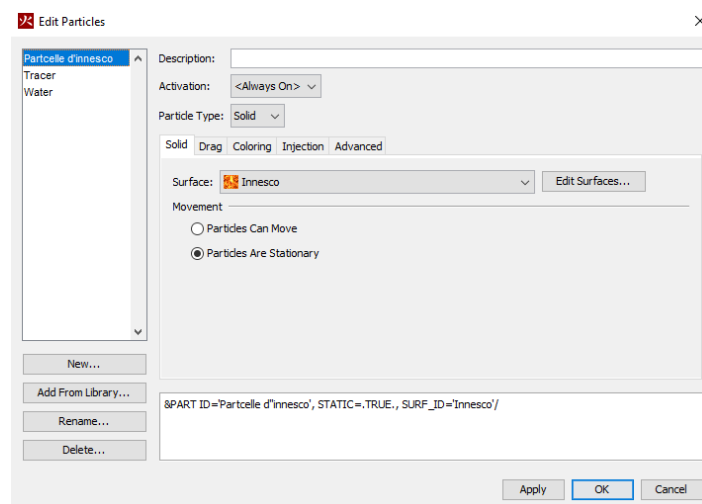 Edit Particles
Partcelle d'innesco
Tracer
Water
New...
Add From Library...
Rename...
Delete...
Description:
Activation: <Always On>
Particle Type: Solid
Solid Drag Coloring Injection Advanced
Surface: Innesco Edit Surfaces...
Movement
Particles Can Move
Particles Are Stationary
&PART ID='Partcelle d''innesco', STATIC=.TRUE., SURF_ID='Innesco'/
Apply OK Cancel